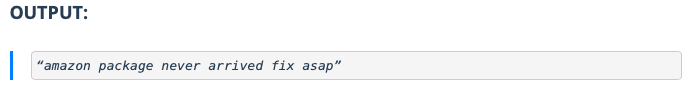 OUTPUT:
“amazon package never arrived fix asap”